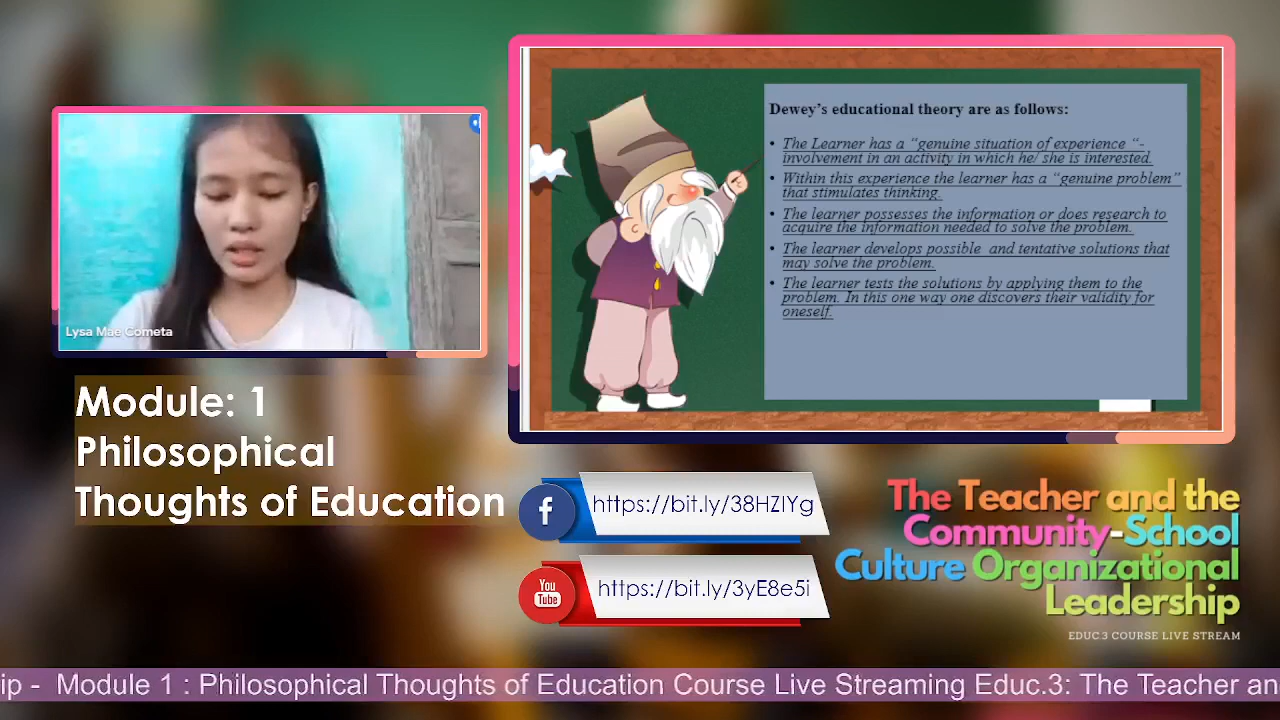 Lysa Mae Cometa
Module: 1
Philosophical
Thoughts of Education
Dewey's educational theory are as follows:
• The Learner has a "genuine situation of experience "-
involvement in an activity in which he/ she is interested.
• Within this experience the learner has a "genuine problem"
that stimulates thinking.
• The learner possesses the information or does research to
acquire the information needed to solve the problem.
• The learner develops possible and tentative solutions that
may solve the problem.
• The learner tests the solutions by applying them to the
problem. In this one way one discovers their validity for
oneself.
f
https://bit.ly/38HZIYg
You
Tube
https://bit.ly/3yE8e5i
The Teacher and the
Community-School
Culture Organizational
Leadership
EDUC3 COURSE LIVE STREAM
ip - Module 1 : Philosophical Thoughts of Education Course Live Streaming Educ.3: The Teacher an